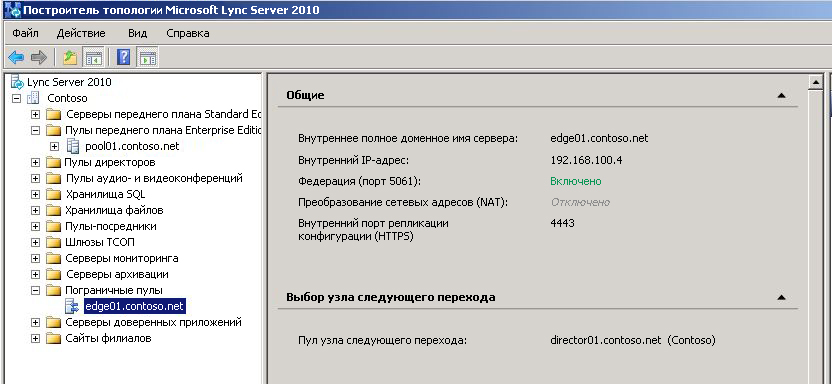 Построитель топологии Microsoft Lync Server 2010
Файл Действие Вид Справка
Lync Server 2010
Contoso
Серверы переднего плана Standard Ed
Пулы переднего плана Enterprise Editio
pool01.contoso.net
Пулы директоров
Пулы аудио- и видеоконференций
Хранилища SQL
Хранилища файлов
Пулы-посредники
Шлюзы ТСОП
Серверы мониторинга
Серверы архивации
Пограничные пулы
edge01.contoso.net
Серверы доверенных приложений
Сайты филиалов
Общие
Внутреннее полное доменное имя сервера: edge01.contoso.net
Внутренний IP-адрес: 192.168.100.4
Федерация (порт 5061): Включено
Преобразование сетевых адресов (NAT): Отключено
Внутренний порт репликации 4443
конфигурации (HTTPS)
Выбор узла следующего перехода
Пул узла следующего перехода: director01.contoso.net (Contoso)